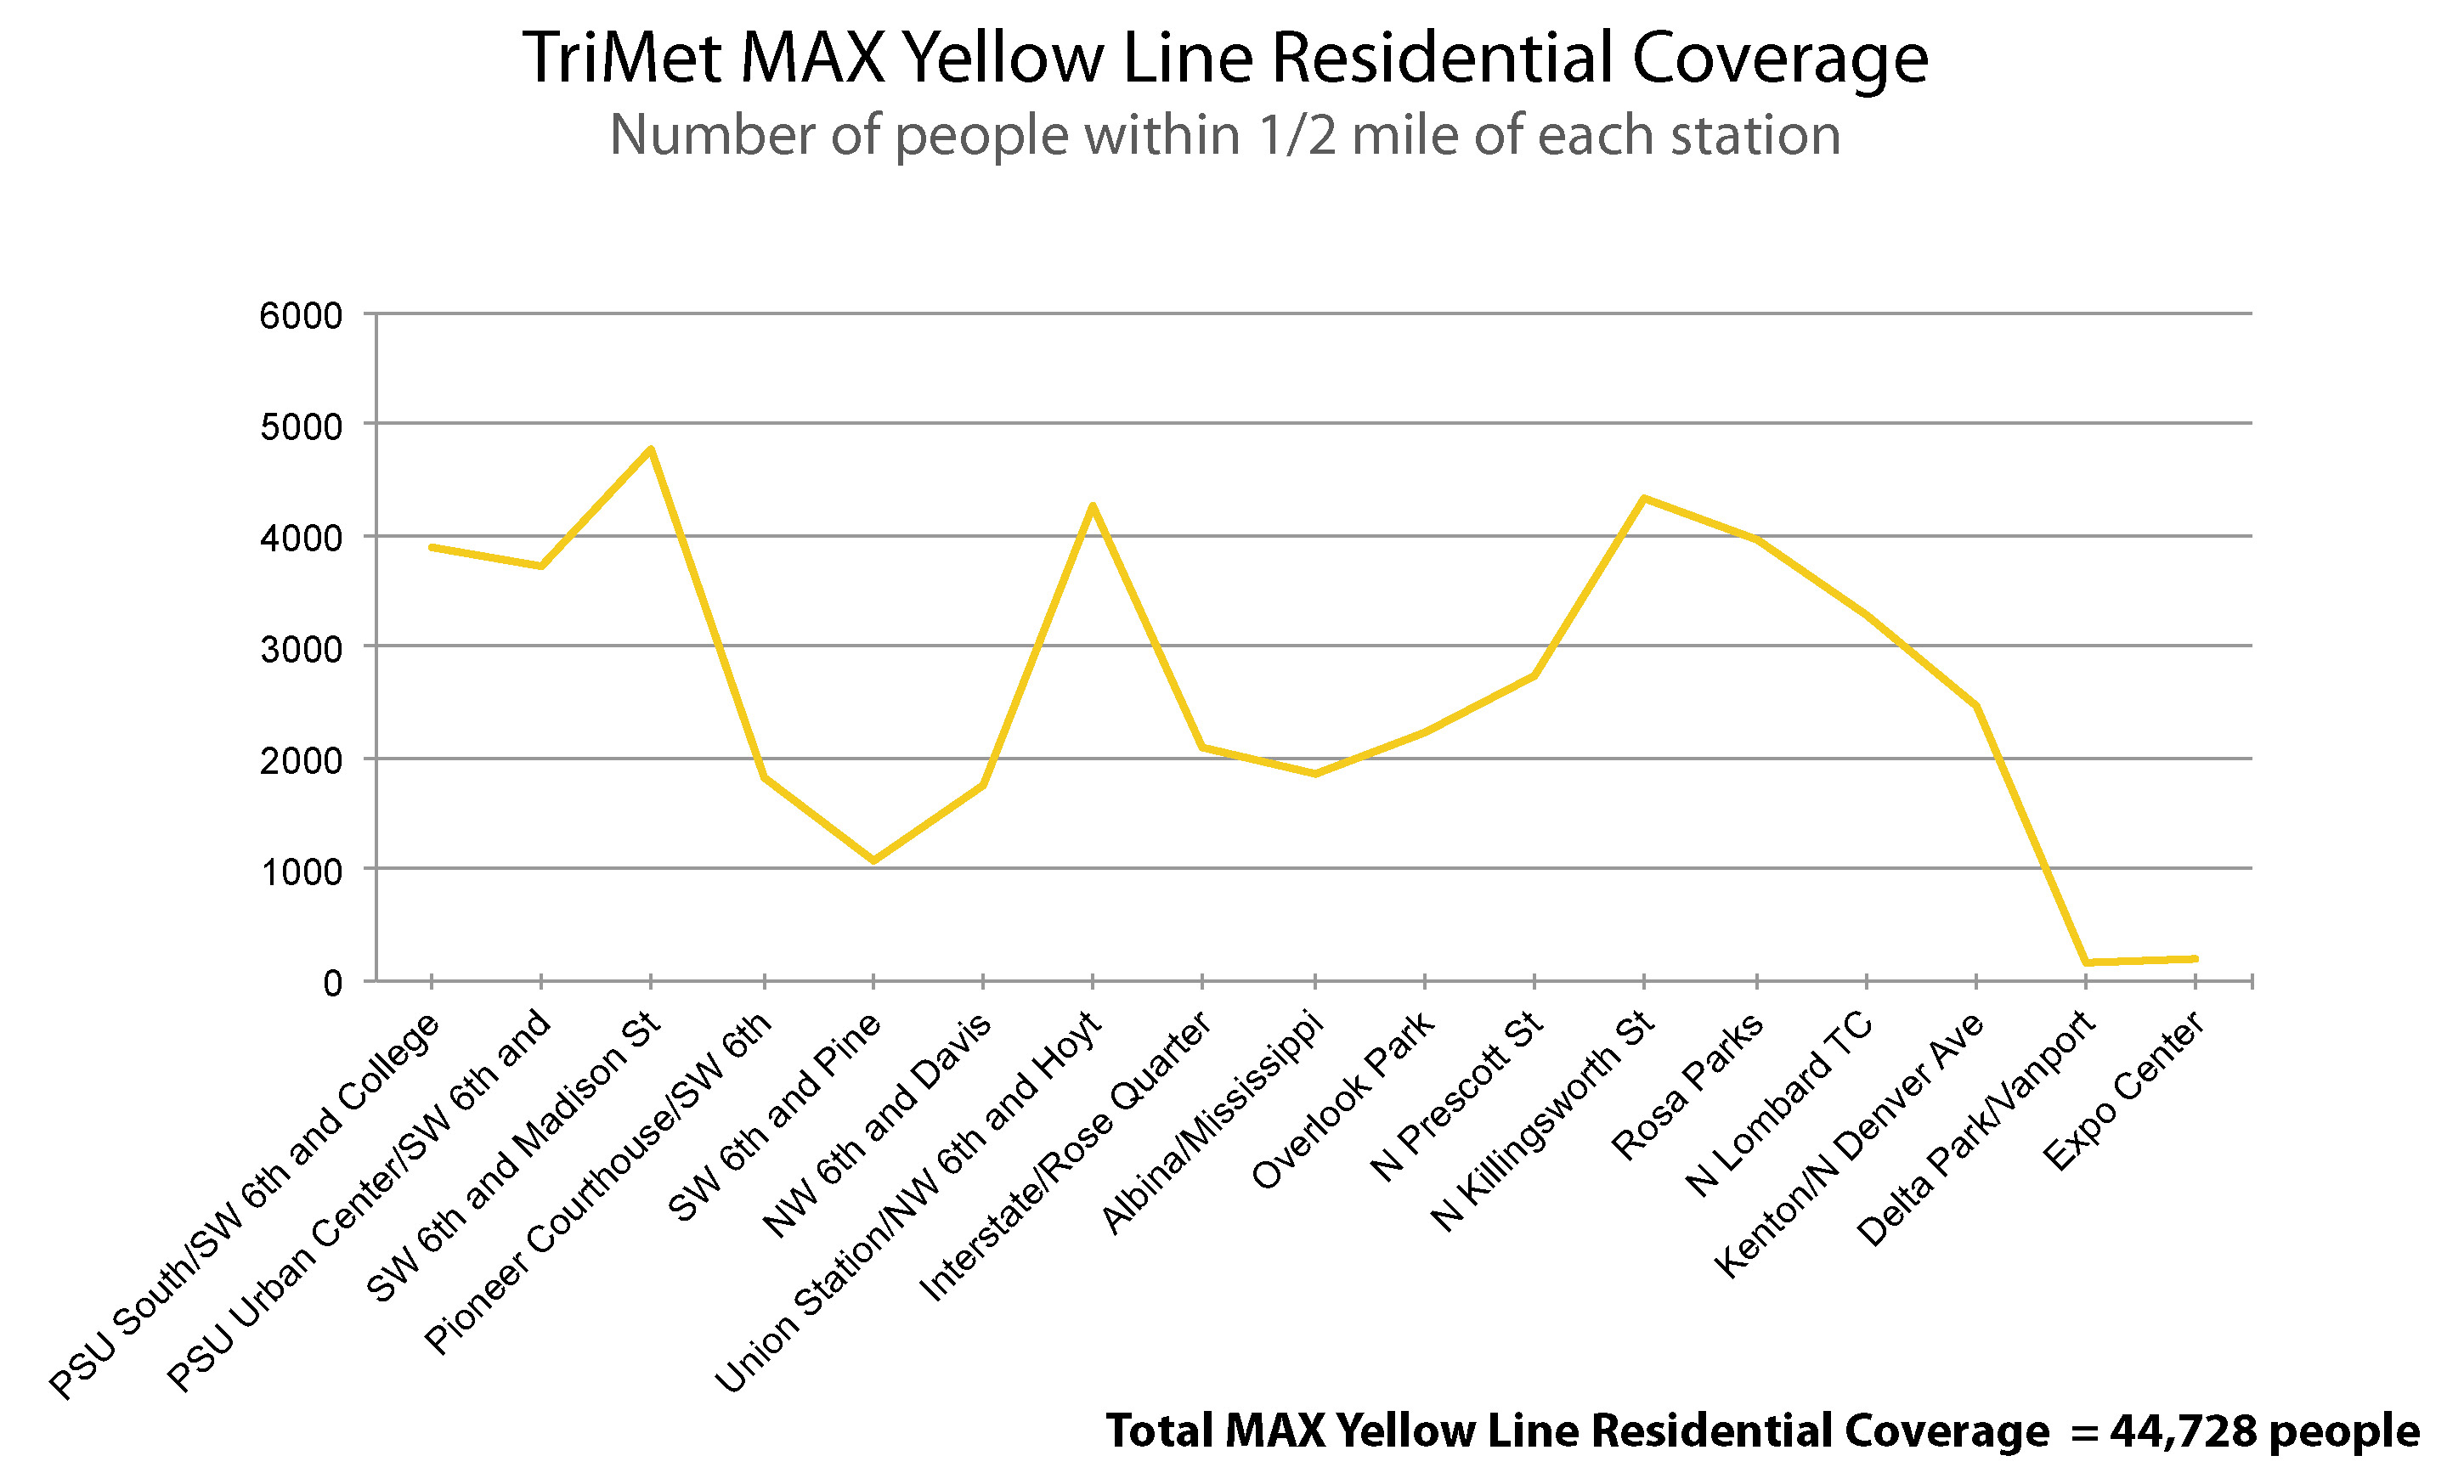 TriMet MAX Yellow Line Residential Coverage
Number of people within 1/2 mile of each station
6000
5000
4000
3000
2000
1000
0
PSU South/SW 6th and College
PSU Urban Center/SW 6th and
SW 6th and Madison St
Pioneer Courthouse/SW 6th
SW 6th and Pine
NW 6th and Davis
Union Station/NW 6th and Hoyt
Interstate/Rose Quarter
Albina/Mississippi
Overlook Park
N Prescott St
N Killingsworth St
Rosa Parks
N Lombard TC
Kenton/N Denver Ave
Delta Park/Vanport
Expo Center
Total MAX Yellow Line Residential Coverage = 44,728 people